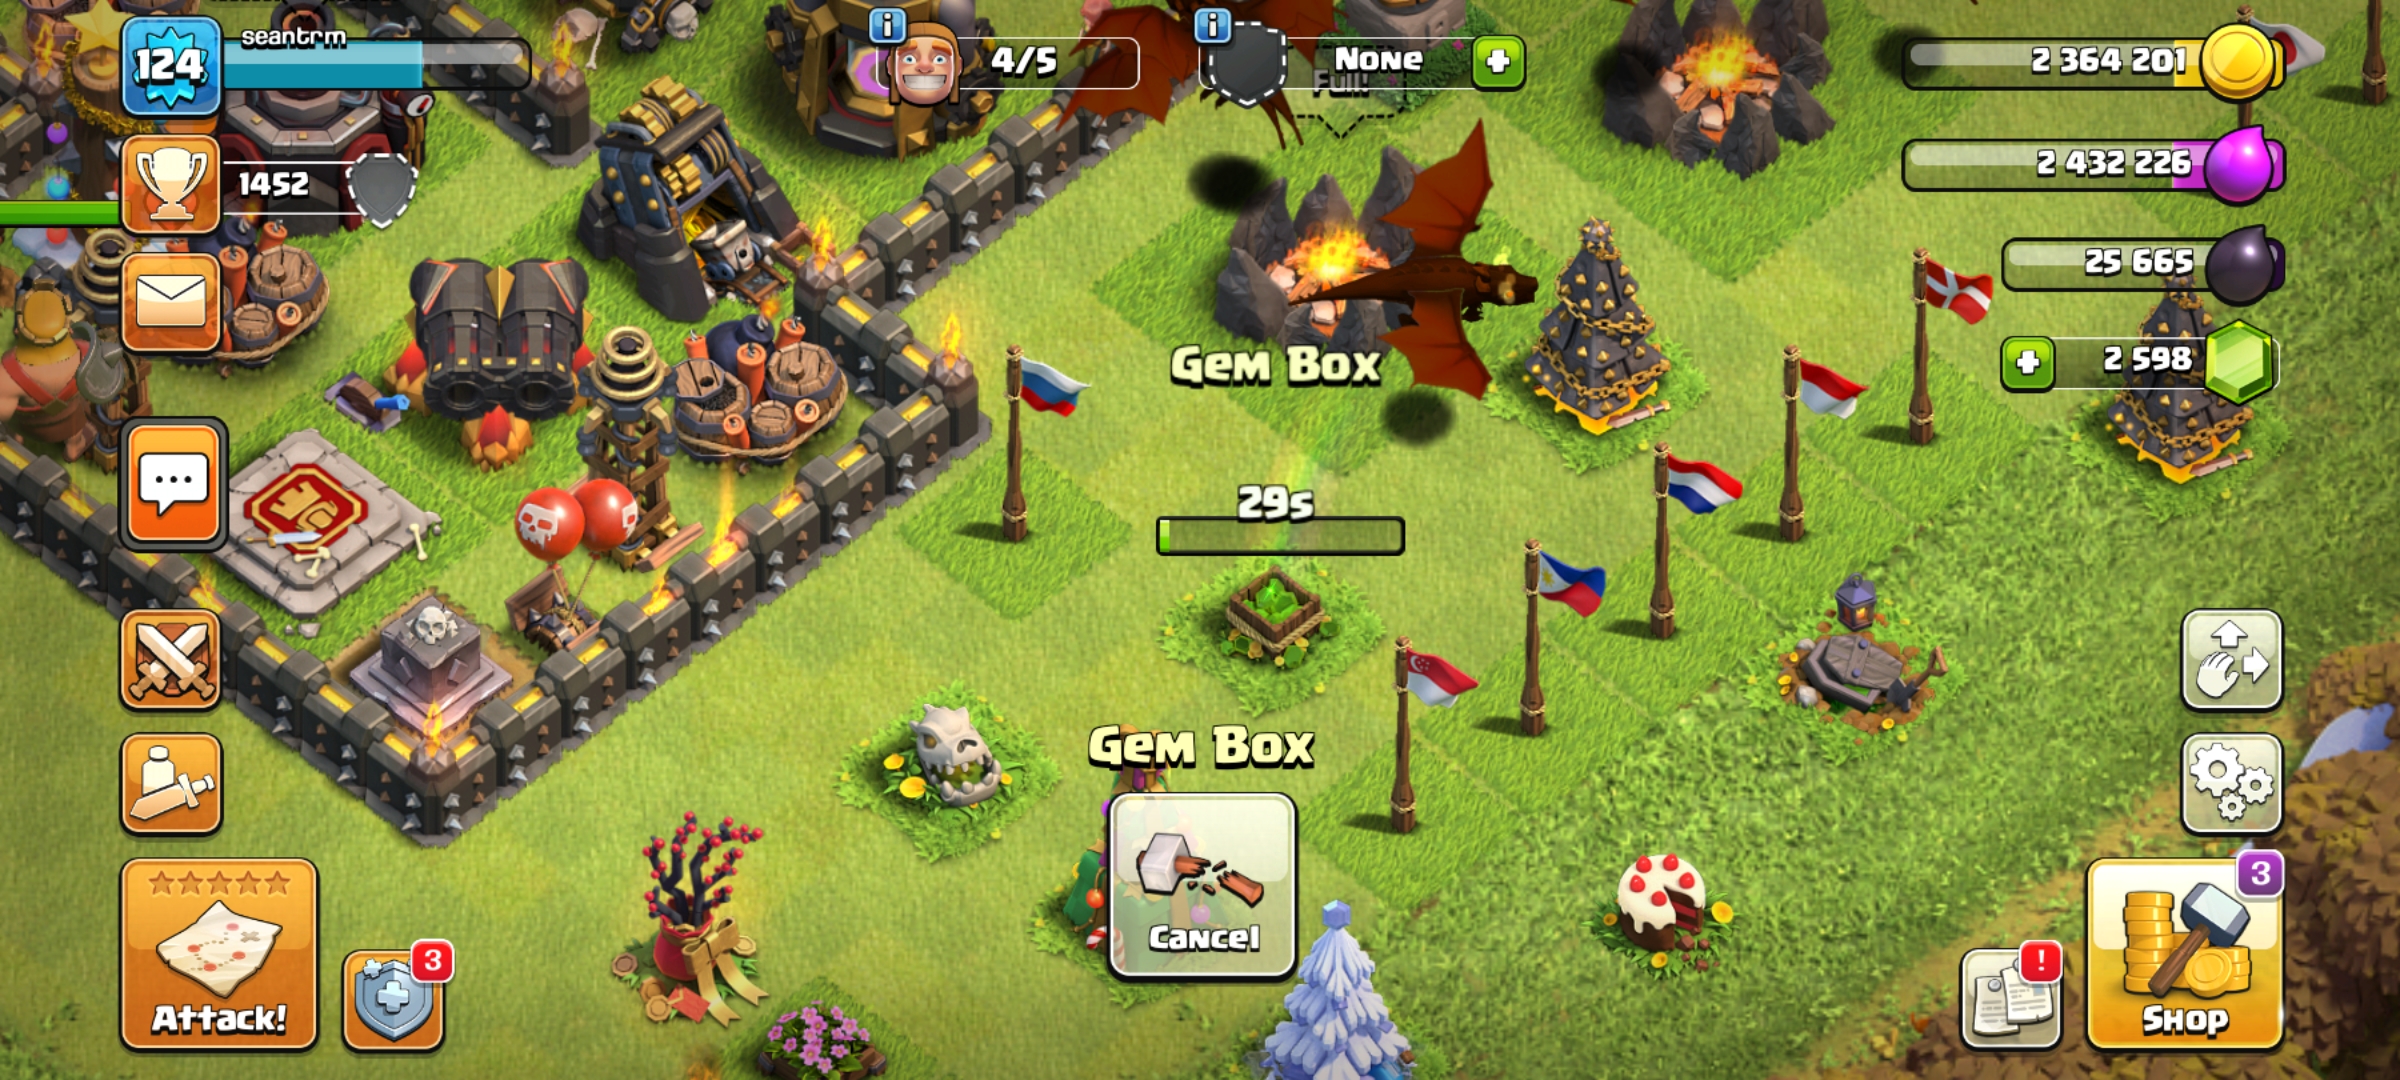 124
seantrm
4/5
None
Full!
2 364 201
1452
2 432 226
25 665
2 598
Gem Box
29s
Gem Box
Cancel
3
Attack!
3
!
Shop